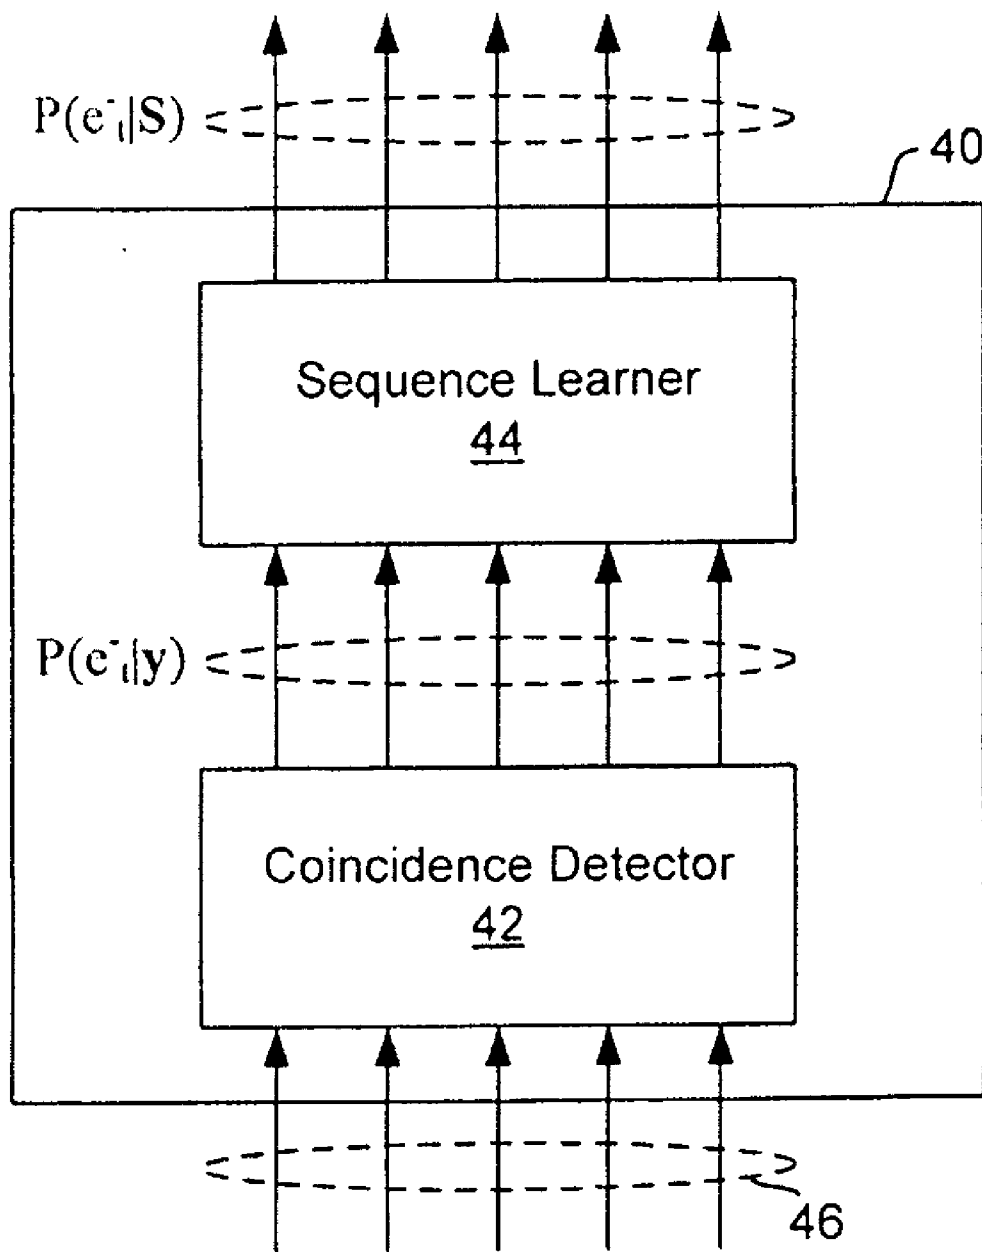 P(e⁻ₜ|S)
40
Sequence Learner
44
P(e⁻ₜ|y)
Coincidence Detector
42
46